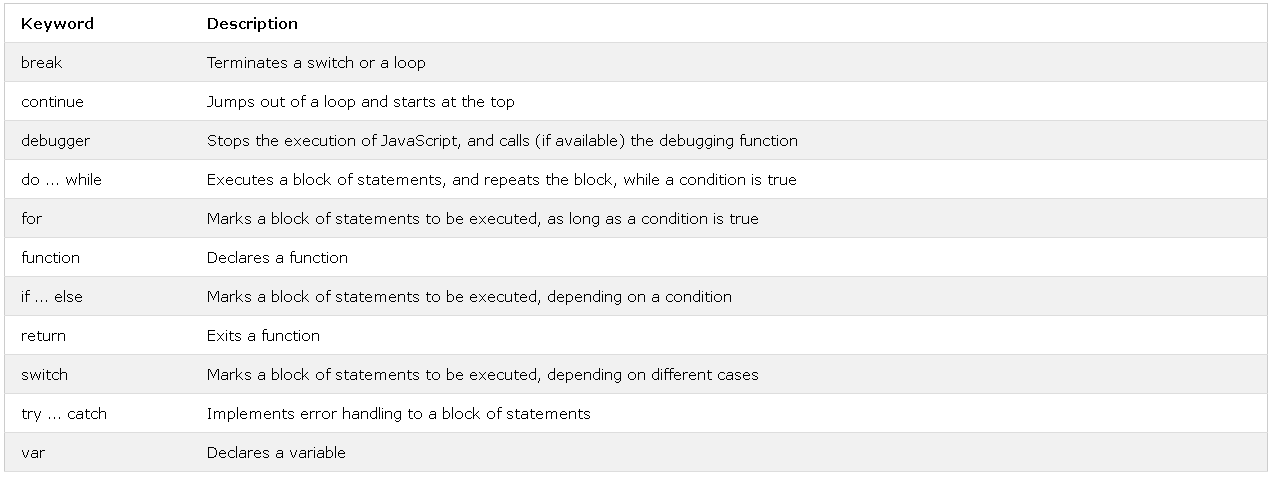 Keyword Description
break Terminates a switch or a loop
continue Jumps out of a loop and starts at the top
debugger Stops the execution of JavaScript, and calls (if available) the debugging function
do ... while Executes a block of statements, and repeats the block, while a condition is true
for Marks a block of statements to be executed, as long as a condition is true
function Declares a function
if ... else Marks a block of statements to be executed, depending on a condition
return Exits a function
switch Marks a block of statements to be executed, depending on different cases
try ... catch Implements error handling to a block of statements
var Declares a variable